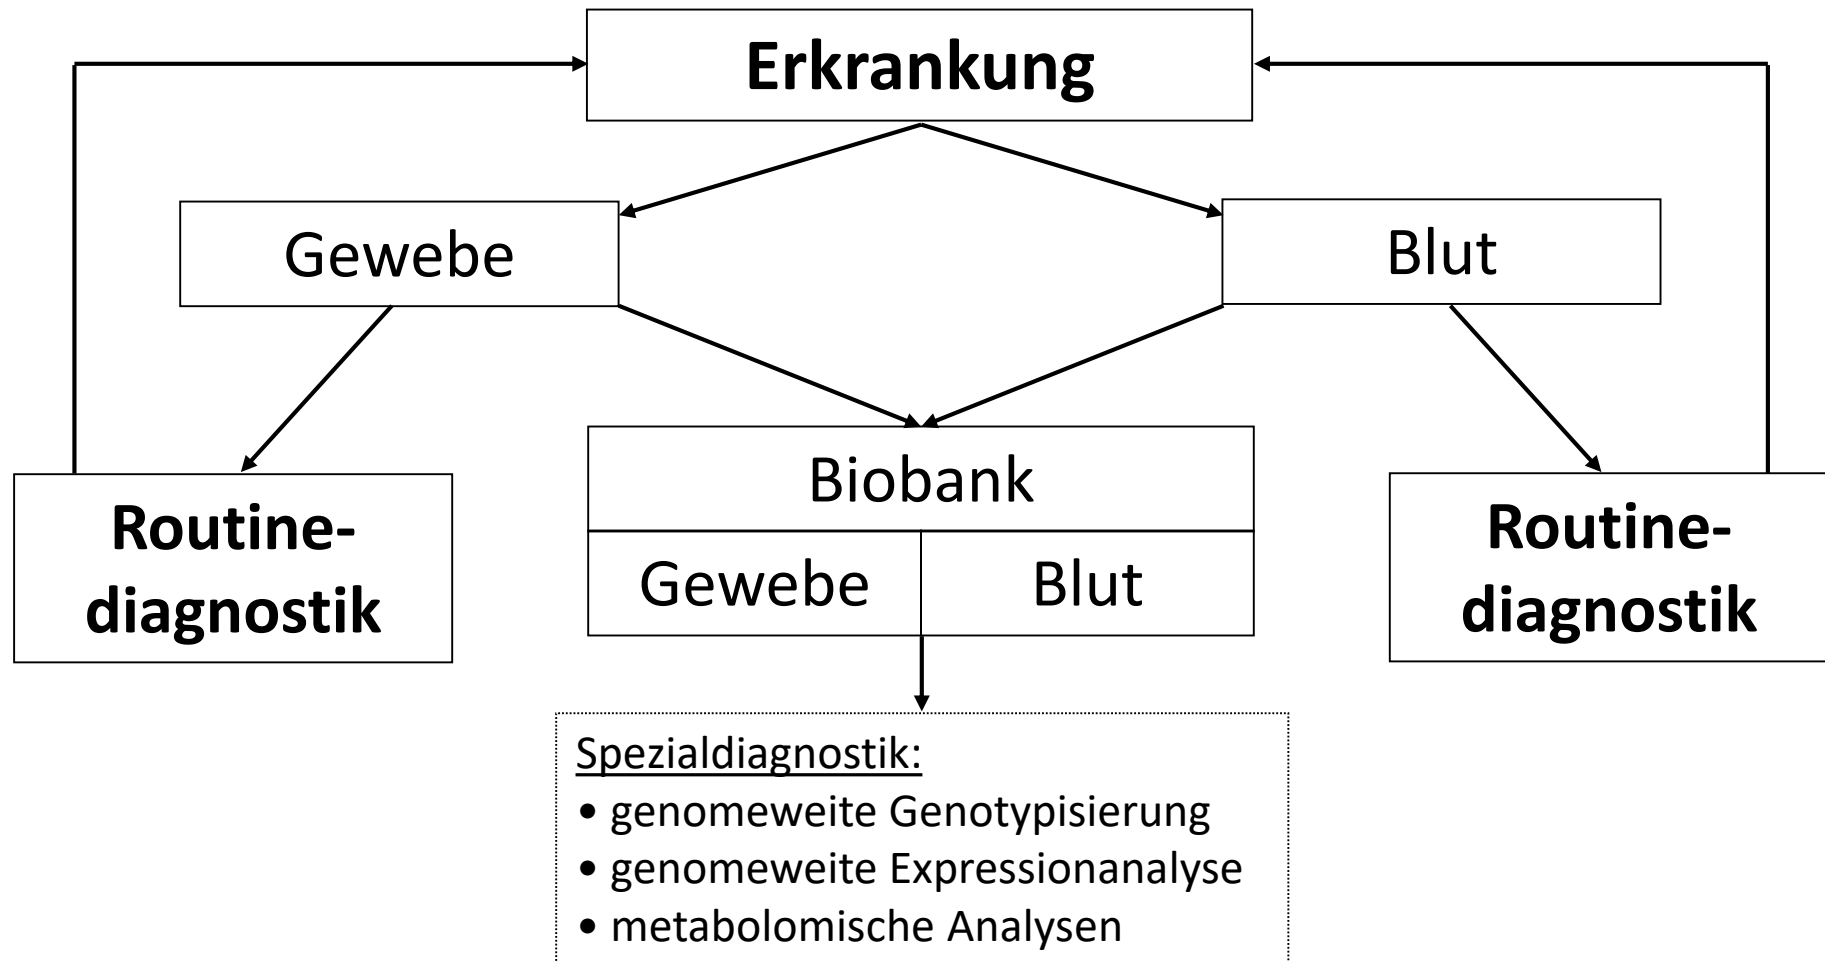 Erkrankung
Gewebe
Blut
Routine-
diagnostik
Biobank
Gewebe
Blut
Routine-
diagnostik
Spezialdiagnostik:
• genomeweite Genotypisierung
• genomeweite Expressionanalyse
• metabolomische Analysen